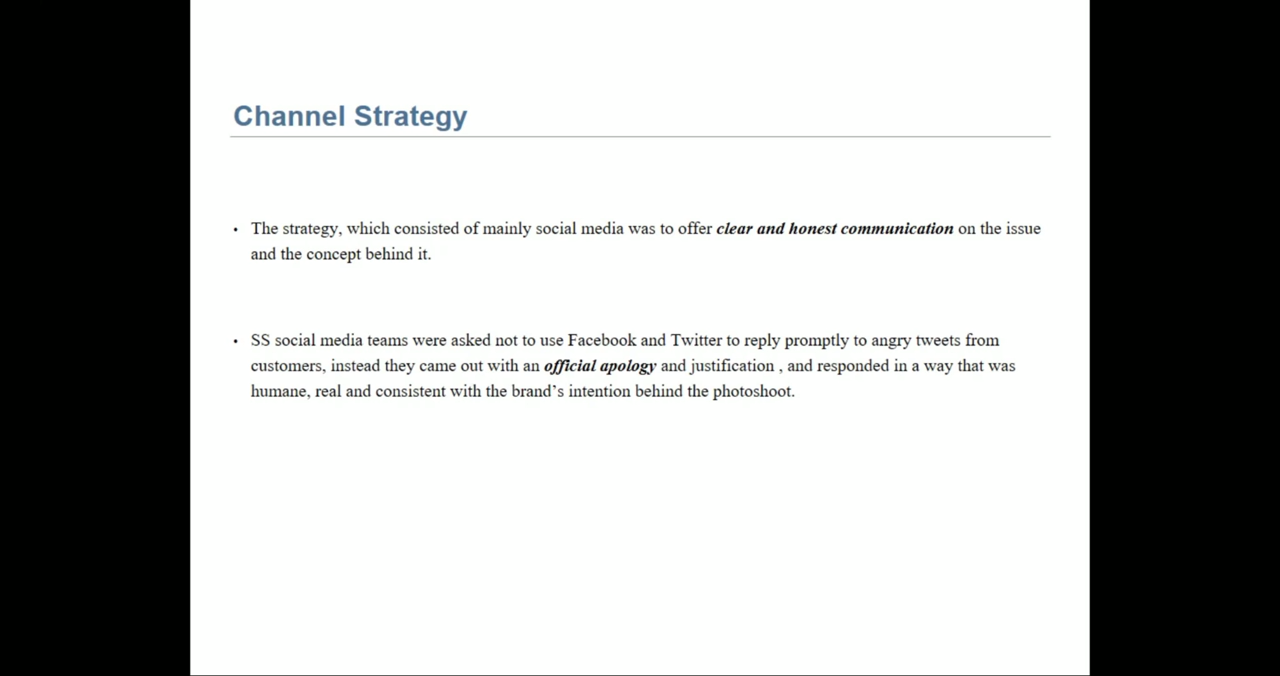 Channel Strategy
• The strategy, which consisted of mainly social media was to offer clear and honest communication on the issue
and the concept behind it.
• SS social media teams were asked not to use Facebook and Twitter to reply promptly to angry tweets from
customers, instead they came out with an official apology and justification , and responded in a way that was
humane, real and consistent with the brand’s intention behind the photoshoot.